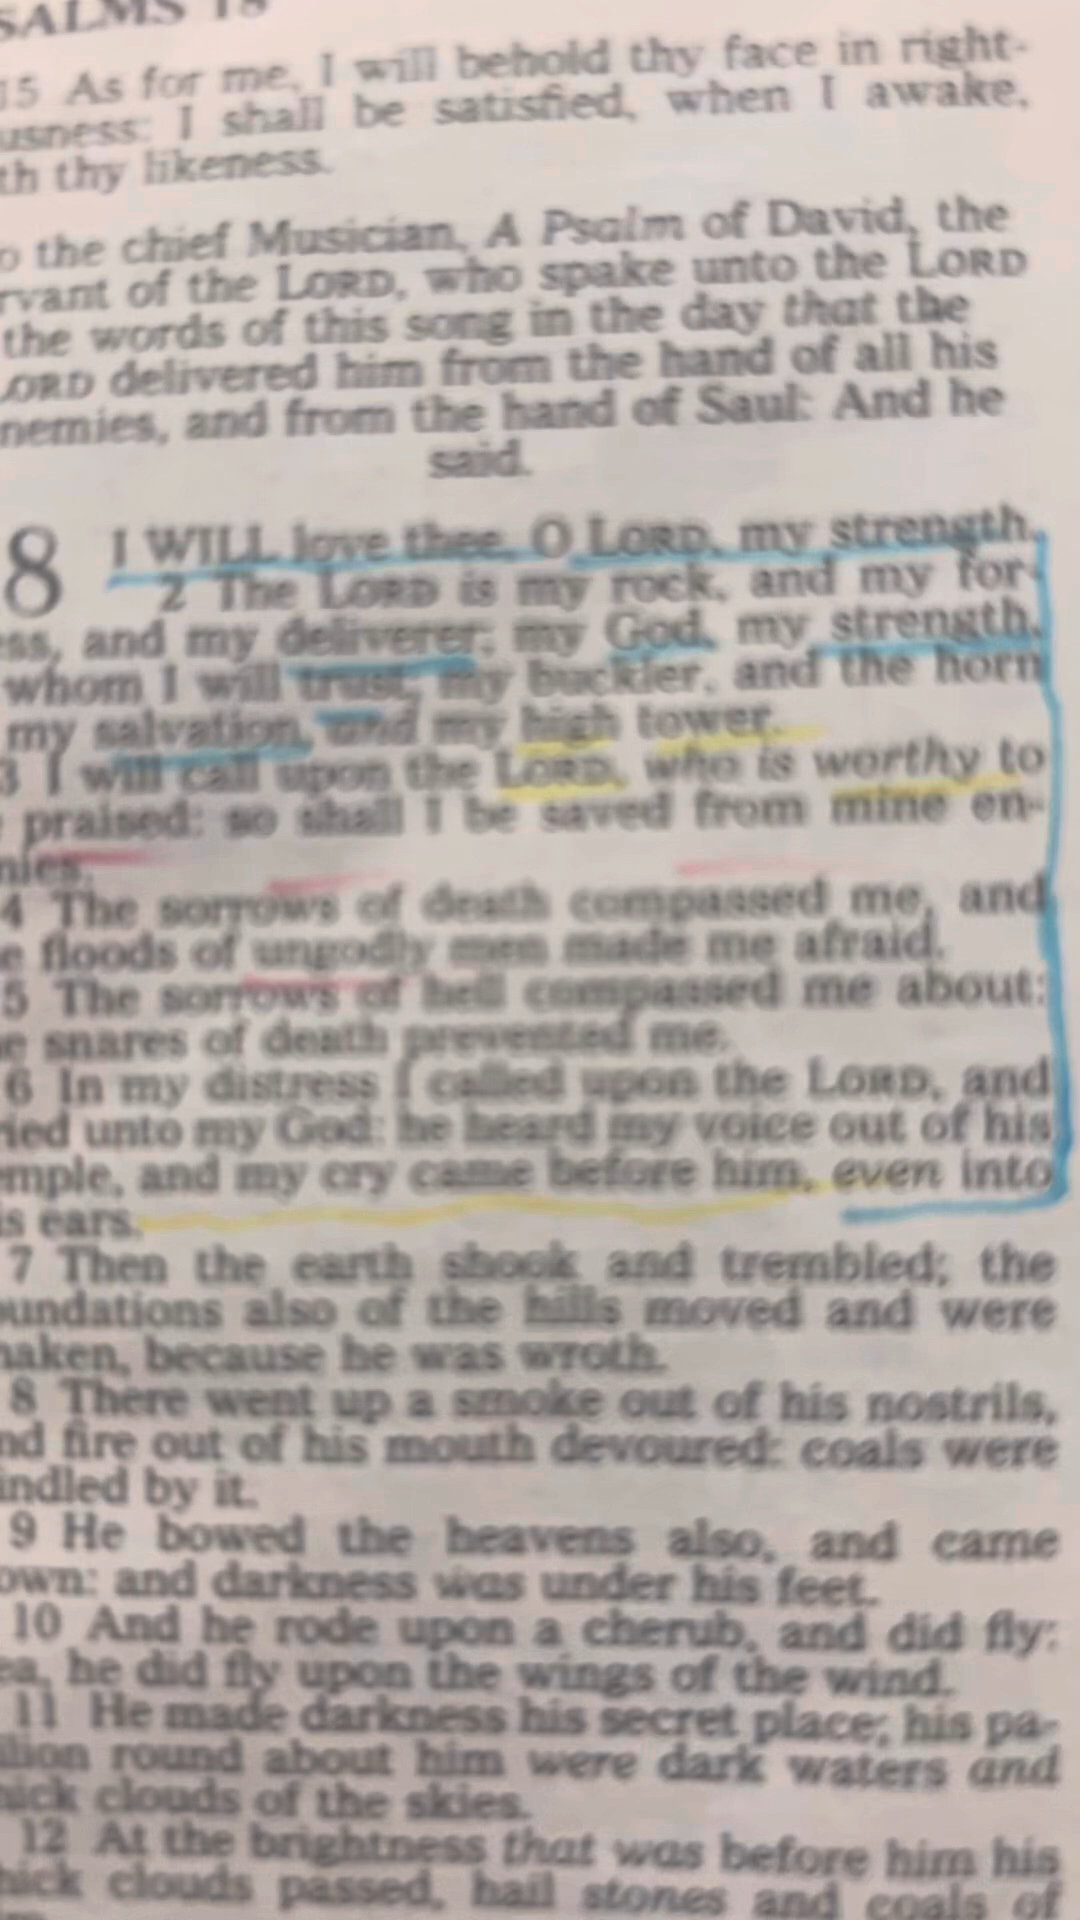 SALMS 18
15 As for me, I will behold thy face in right-
usness: I shall be satisfied, when I awake,
th thy likeness.
o the chief Musician, A Psalm of David, the
rvant of the LORD, who spake unto the LORD
the words of this song in the day that the
ORD delivered him from the hand of all his
nemies, and from the hand of Saul: And he
said.
8 I WILL love thee, O LORD, my strength.
2 The LORD is my rock, and my for-
ess, and my deliverer; my God, my strength,
whom I will trust; my buckler, and the horn
my salvation, and my high tower.
3 I will call upon the LORD, who is worthy to
praised: so shall I be saved from mine en-
mies.
4 The sorrows of death compassed me, and
e floods of ungodly men made me afraid.
5 The sorrows of hell compassed me about:
e snares of death prevented me.
6 In my distress I called upon the LORD, and
ried unto my God: he heard my voice out of his
mple, and my cry came before him, even into
is ears.
7 Then the earth shook and trembled; the
oundations also of the hills moved and were
haken, because he was wroth.
8 There went up a smoke out of his nostrils,
nd fire out of his mouth devoured: coals were
indled by it.
9 He bowed the heavens also, and came
own: and darkness was under his feet.
10 And he rode upon a cherub, and did fly:
ea, he did fly upon the wings of the wind.
11 He made darkness his secret place; his pa-
ilion round about him were dark waters and
hick clouds of the skies.
12 At the brightness that was before him his
hick clouds passed, hail stones and coals of